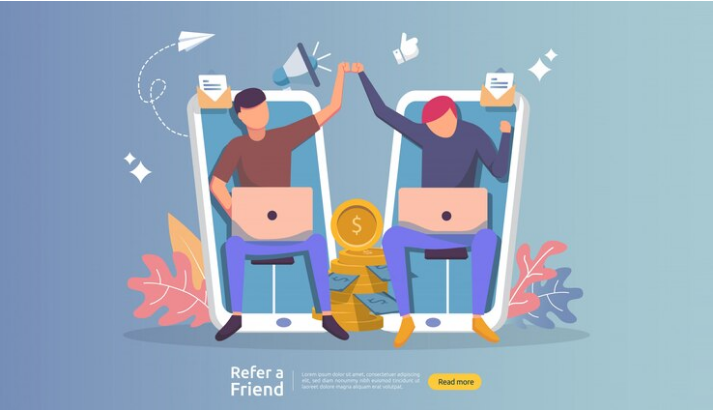 $
Refer a
Friend
Lorem ipsum dolor sit amet, consectetur adipiscing
elit, sed diam nonummy nibh euismod tincidunt ut
laoreet dolore magna aliquam erat volutpat.
Read more